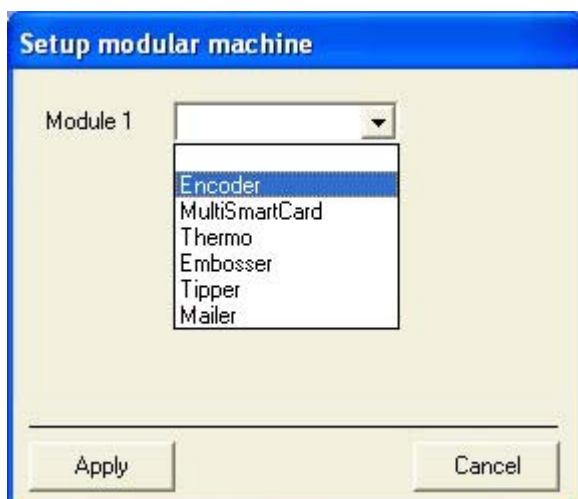 Setup modular machine
Module 1
Encoder
MultiSmartCard
Thermo
Embosser
Tipper
Mailer
Apply
Cancel